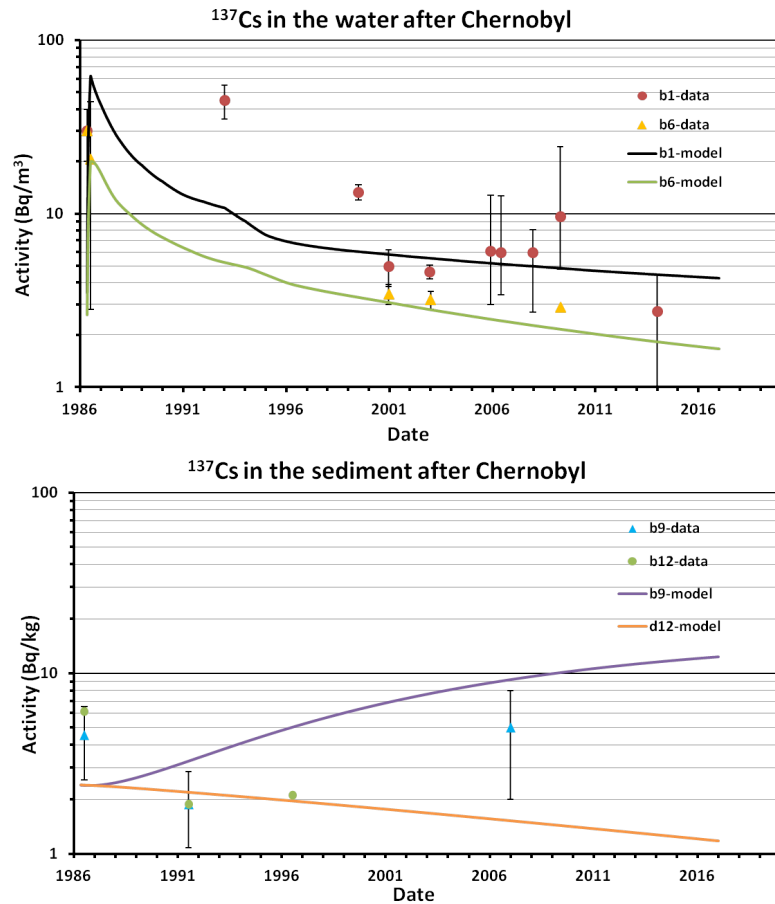 ¹³⁷Cs in the water after Chernobyl
100
10
1
Activity (Bq/m³)
b1-data
b6-data
b1-model
b6-model
1986 1991 1996 2001 2006 2011 2016
Date
¹³⁷Cs in the sediment after Chernobyl
100
10
1
Activity (Bq/kg)
b9-data
b12-data
b9-model
d12-model
1986 1991 1996 2001 2006 2011 2016
Date